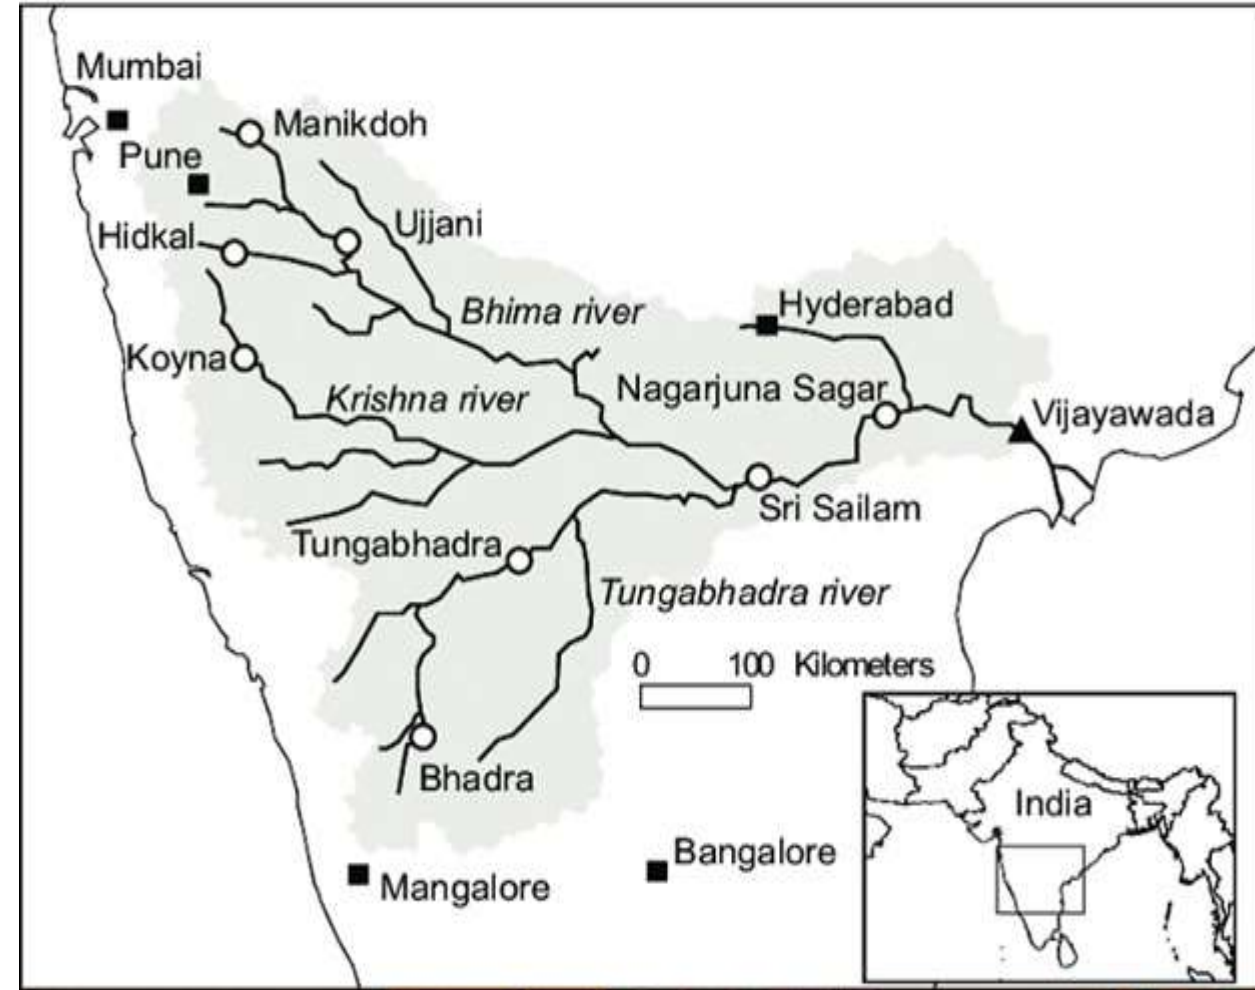 Mumbai
Manikdoh
Pune
Ujjani
Hidkal
Bhima river
Hyderabad
Koyna
Krishna river
Nagarjuna Sagar
Vijayawada
Sri Sailam
Tungabhadra
Tungabhadra river
0 100 Kilometers
Bhadra
India
Bangalore
Mangalore